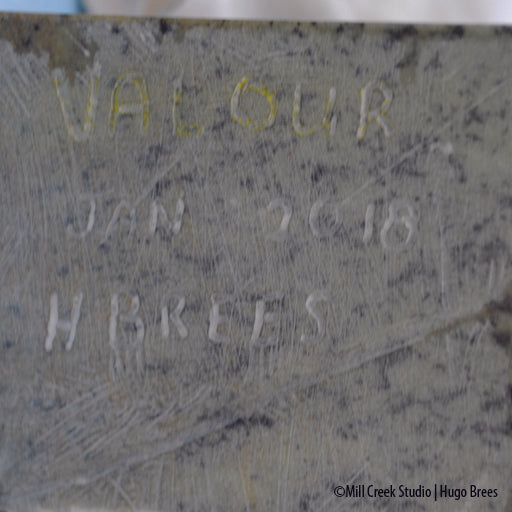 VALOUR
JAN 2018
H BREES
©Mill Creek Studio | Hugo Brees